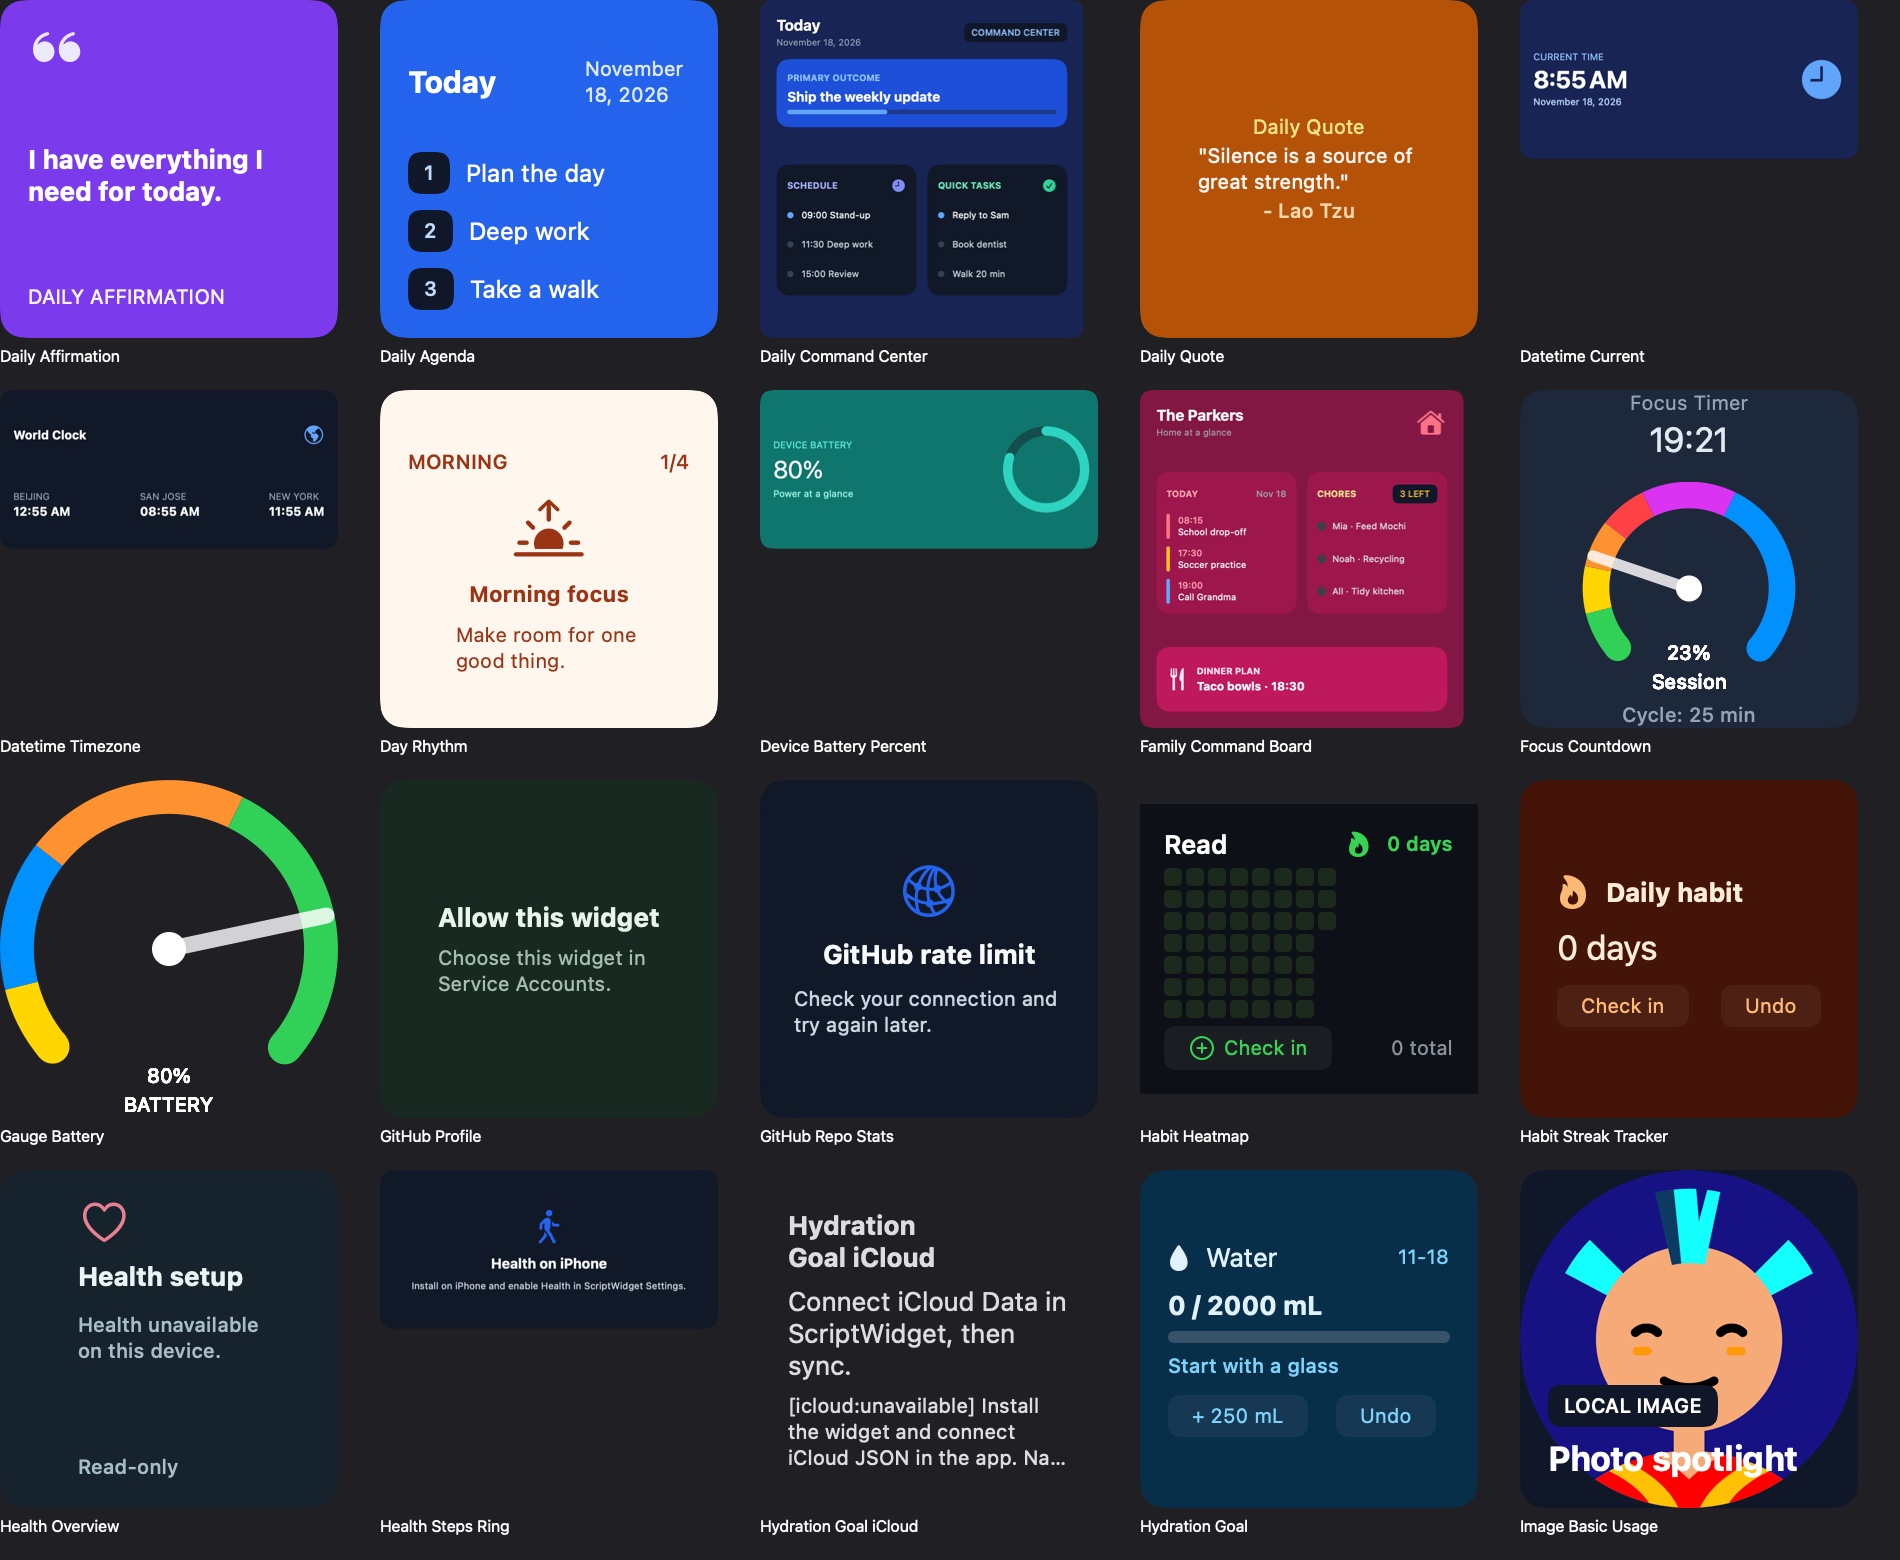 I have everything I
need for today.
DAILY AFFIRMATION
Daily Affirmation
Today
November
18, 2026
1
Plan the day
2
Deep work
3
Take a walk
Daily Agenda
Today
November 18, 2026
COMMAND CENTER
PRIMARY OUTCOME
Ship the weekly update
SCHEDULE
09:00 Stand-up
11:30 Deep work
15:00 Review
QUICK TASKS
Reply to Sam
Book dentist
Walk 20 min
Daily Command Center
Daily Quote
"Silence is a source of
great strength."
- Lao Tzu
Daily Quote
CURRENT TIME
8:55 AM
November 18, 2026
Datetime Current
World Clock
BEIJING
12:55 AM
SAN JOSE
08:55 AM
NEW YORK
11:55 AM
Datetime Timezone
MORNING
1/4
Morning focus
Make room for one
good thing.
Day Rhythm
DEVICE BATTERY
80%
Power at a glance
Device Battery Percent
The Parkers
Home at a glance
TODAY
Nov 18
08:15
School drop-off
17:30
Soccer practice
19:00
Call Grandma
CHORES
3 LEFT
Mia · Feed Mochi
Noah · Recycling
All · Tidy kitchen
DINNER PLAN
Taco bowls · 18:30
Family Command Board
Focus Timer
19:21
23%
Session
Cycle: 25 min
Focus Countdown
80%
BATTERY
Gauge Battery
Allow this widget
Choose this widget in
Service Accounts.
GitHub Profile
GitHub rate limit
Check your connection and
try again later.
GitHub Repo Stats
Read
0 days
Check in
0 total
Habit Heatmap
Daily habit
0 days
Check in
Undo
Habit Streak Tracker
Health setup
Health unavailable
on this device.
Read-only
Health Overview
Health on iPhone
Install on iPhone and enable Health in ScriptWidget Settings.
Health Steps Ring
Hydration
Goal iCloud
Connect iCloud Data in
ScriptWidget, then
sync.
[icloud:unavailable] Install
the widget and connect
iCloud JSON in the app. Na...
Hydration Goal iCloud
Water
11-18
0 / 2000 mL
Start with a glass
+ 250 mL
Undo
Hydration Goal
LOCAL IMAGE
Photo spotlight
Image Basic Usage